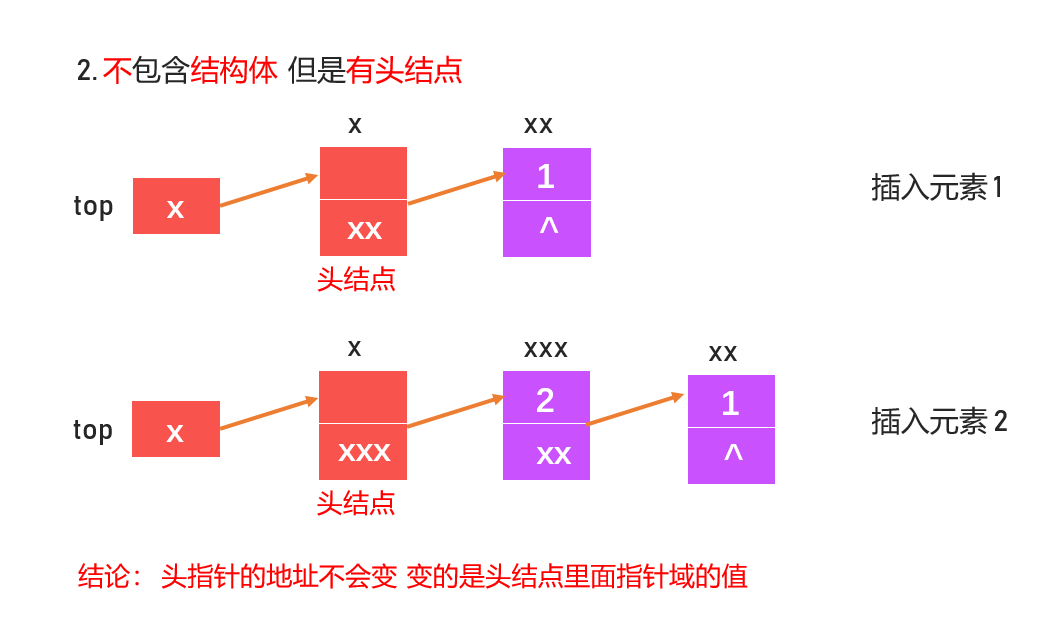 2. 不包含结构体 但是有头结点
x xx
top x xx 1 ^ 插入元素1
头结点
x xxx xx
top x xxx 2 xx 1 ^ 插入元素2
头结点
结论： 头指针的地址不会变 变的是头结点里面指针域的值